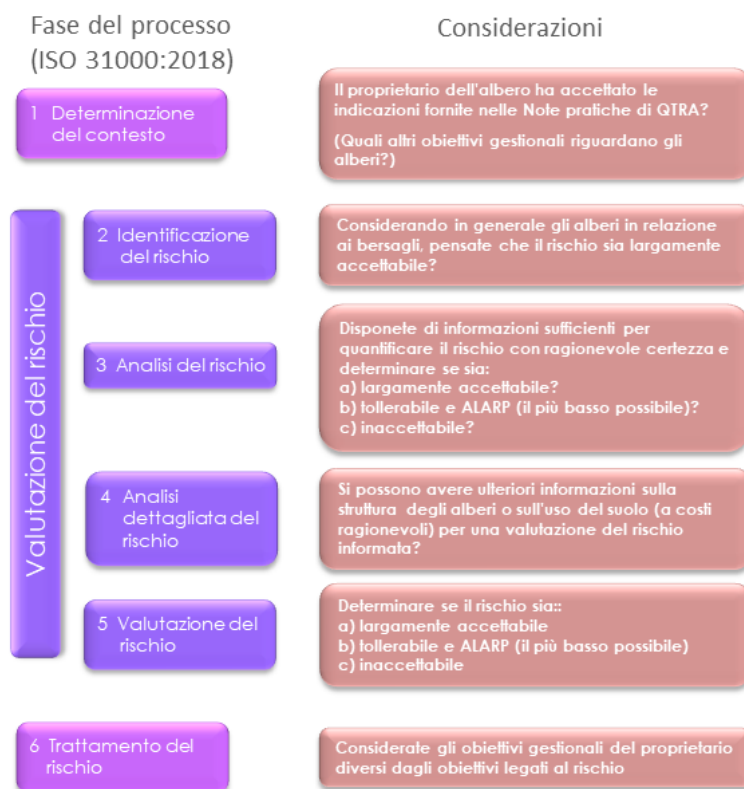 Fase del processo
(ISO 31000:2018)
Considerazioni
1 Determinazione
del contesto
Il proprietario dell'albero ha accettato le
indicazioni fornite nelle Note pratiche di QTRA?
(Quali altri obiettivi gestionali riguardano gli
alberi?)
Valutazione del rischio
2 Identificazione
del rischio
Considerando in generale gli alberi in relazione
ai bersagli, pensate che il rischio sia largamente
accettabile?
3 Analisi del rischio
Disponete di informazioni sufficienti per
quantificare il rischio con ragionevole certezza e
determinare se sia:
a) largamente accettabile?
b) tollerabile e ALARP (il più basso possibile)?
c) inaccettabile?
4 Analisi
dettagliata del
rischio
Si possono avere ulteriori informazioni sulla
struttura degli alberi o sull'uso del suolo (a costi
ragionevoli) per una valutazione del rischio
informata?
5 Valutazione del
rischio
Determinare se il rischio sia::
a) largamente accettabile
b) tollerabile e ALARP (il più basso possibile)
c) inaccettabile
6 Trattamento del
rischio
Considerate gli obiettivi gestionali del proprietario
diversi dagli obiettivi legati al rischio